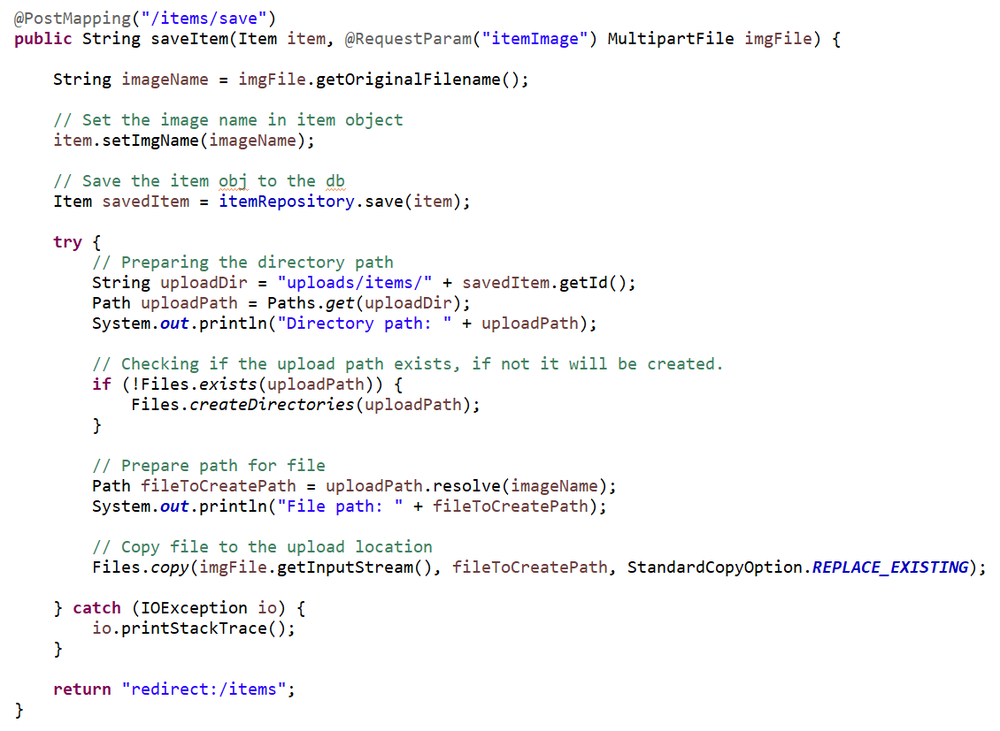 @PostMapping("/items/save")
public String saveItem(Item item, @RequestParam("itemImage") MultipartFile imgFile) {
String imageName = imgFile.getOriginalFilename();
// Set the image name in item object
item.setImgName(imageName);
// Save the item obj to the db
Item savedItem = itemRepository.save(item);
try {
// Preparing the directory path
String uploadDir = "uploads/items/" + savedItem.getId();
Path uploadPath = Paths.get(uploadDir);
System.out.println("Directory path: " + uploadPath);
// Checking if the upload path exists, if not it will be created.
if (!Files.exists(uploadPath)) {
Files.createDirectories(uploadPath);
}
// Prepare path for file
Path fileToCreatePath = uploadPath.resolve(imageName);
System.out.println("File path: " + fileToCreatePath);
// Copy file to the upload location
Files.copy(imgFile.getInputStream(), fileToCreatePath, StandardCopyOption.REPLACE_EXISTING);
} catch (IOException io) {
io.printStackTrace();
}
return "redirect:/items";
}